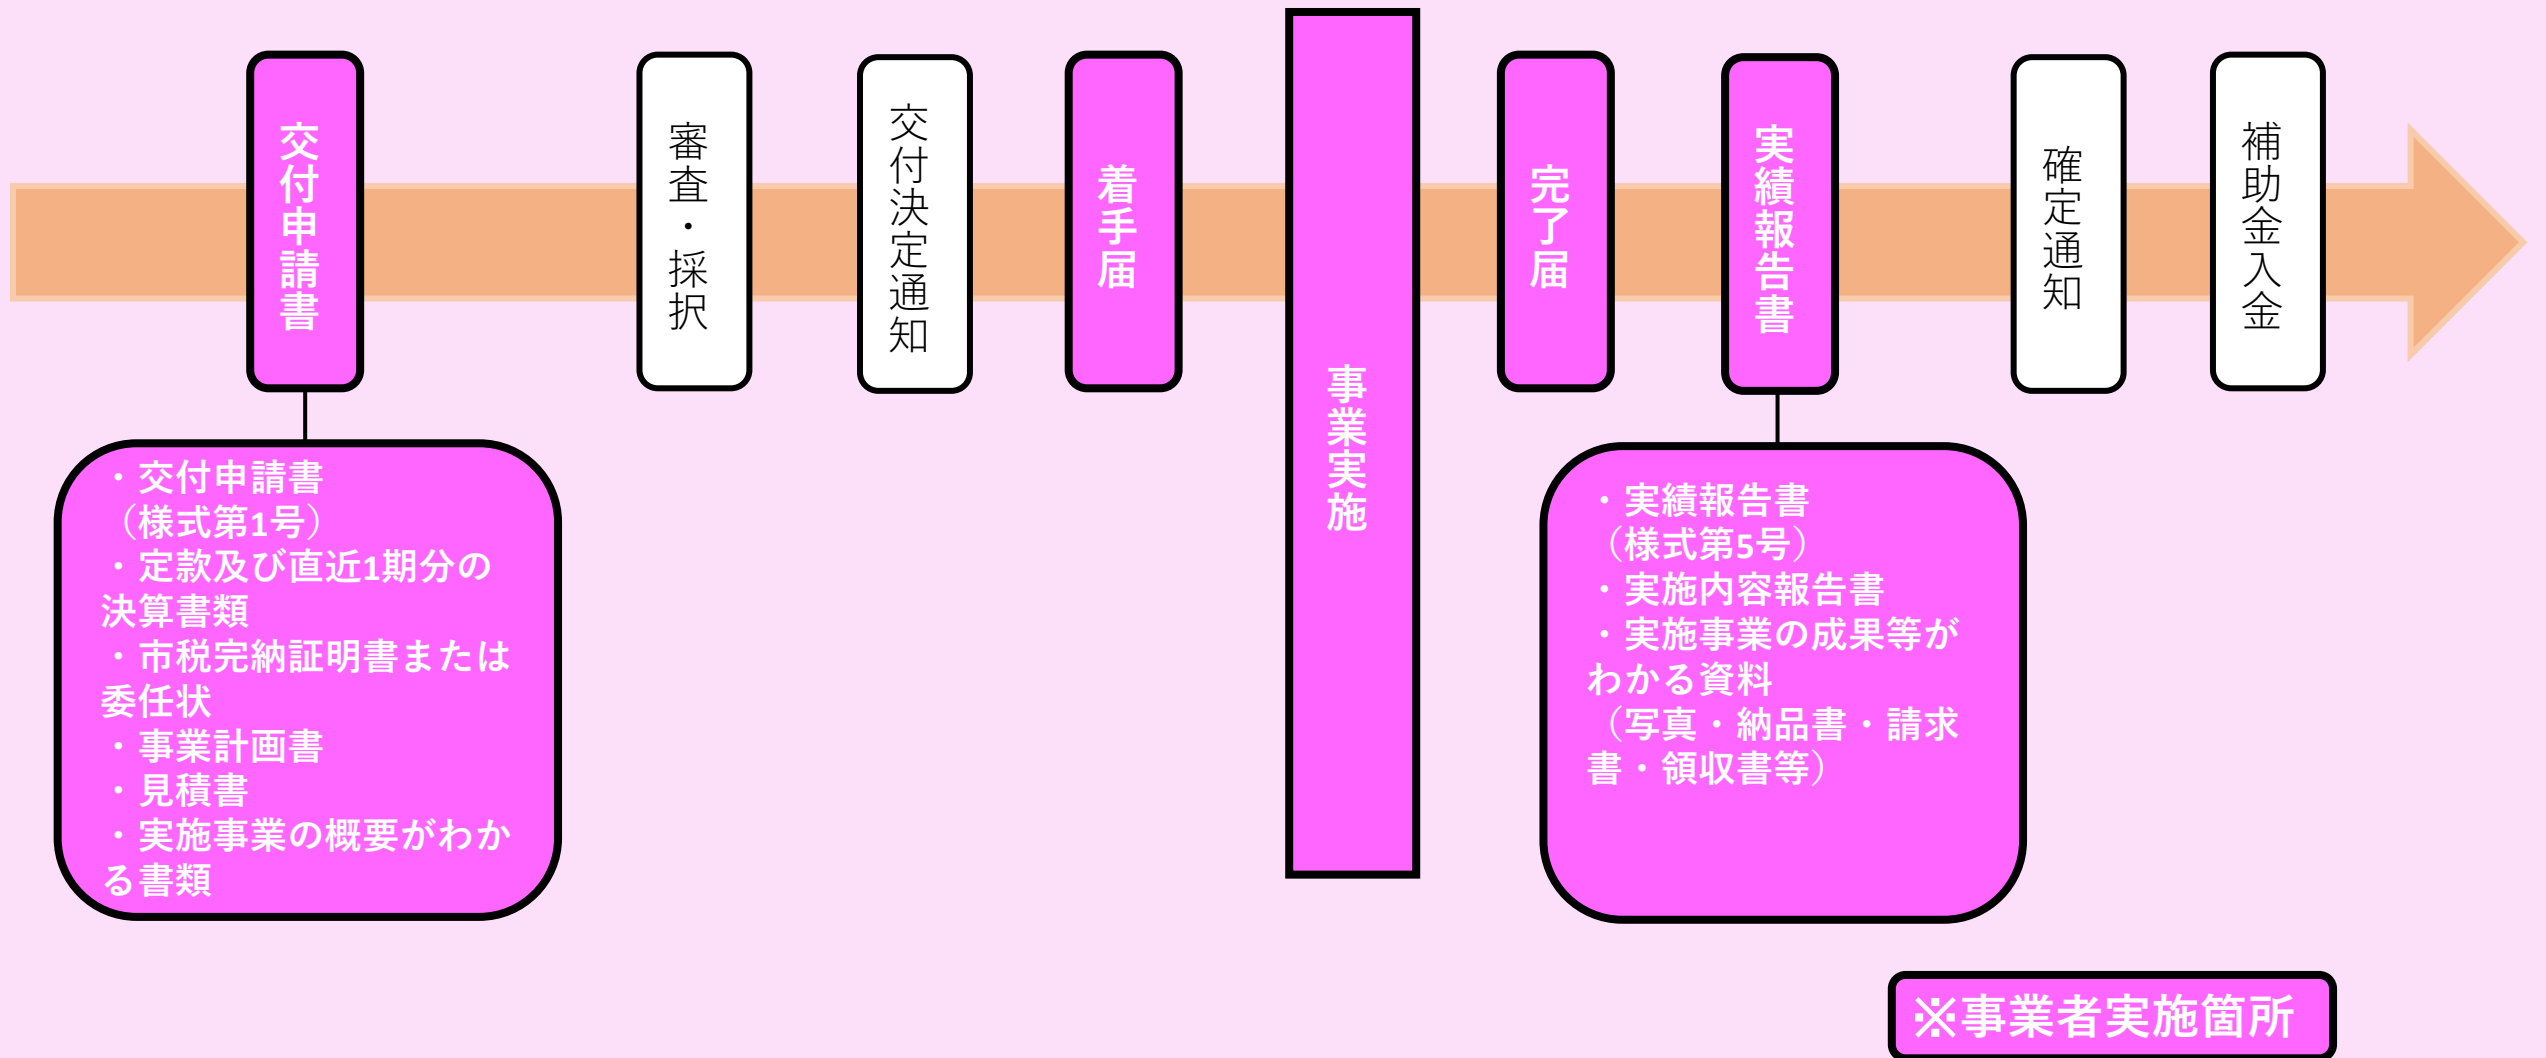 交付申請書
審査・採択
交付決定通知
着手届
事業実施
完了届
実績報告書
確定通知
補助金入金
・交付申請書
（様式第1号）
・定款及び直近1期分の
決算書類
・市税完納証明書または
委任状
・事業計画書
・見積書
・実施事業の概要がわか
る書類
・実績報告書
（様式第5号）
・実施内容報告書
・実施事業の成果等が
わかる資料
（写真・納品書・請求
書・領収書等）
※事業者実施箇所